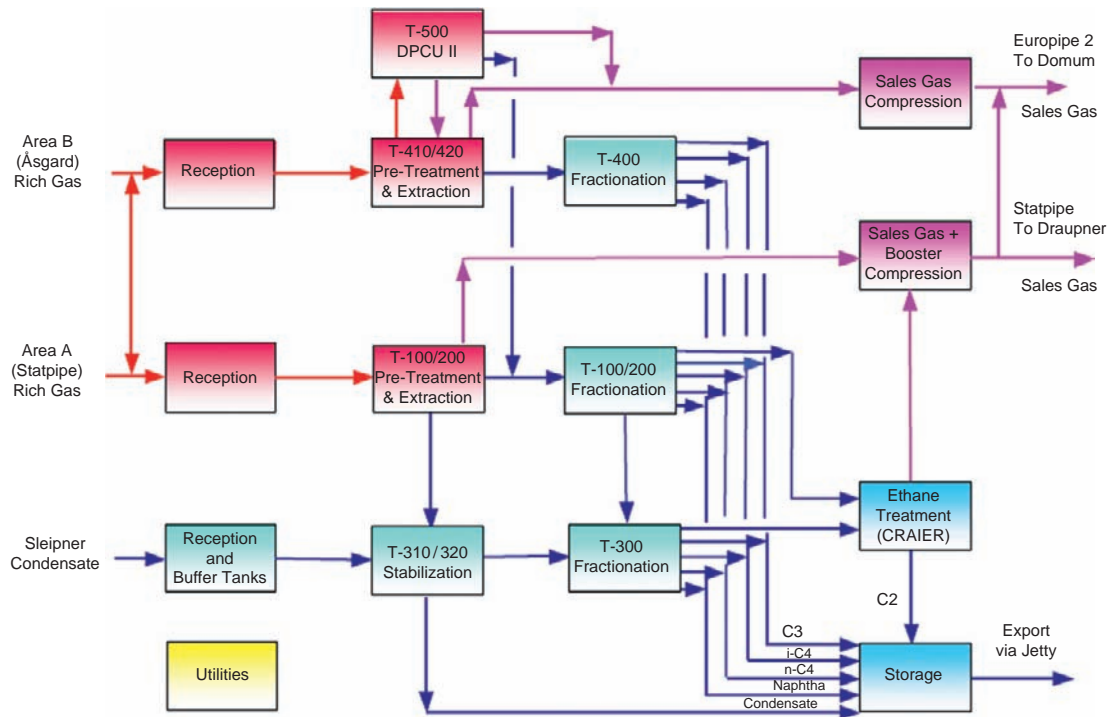 T-500
DPCU II
Europipe 2
To Domum
Sales Gas
Compression
Sales Gas
Area B
(Åsgard)
Rich Gas
Reception
T-410/420
Pre-Treatment
& Extraction
T-400
Fractionation
Statpipe
To Draupner
Sales Gas +
Booster
Compression
Sales Gas
Area A
(Statpipe)
Rich Gas
Reception
T-100/200
Pre-Treatment
& Extraction
T-100/200
Fractionation
Ethane
Treatment
(CRAIER)
Sleipner
Condensate
Reception
and
Buffer Tanks
T-310/320
Stabilization
T-300
Fractionation
C2
C3
i-C4
n-C4
Naphtha
Condensate
Export
via Jetty
Utilities
Storage